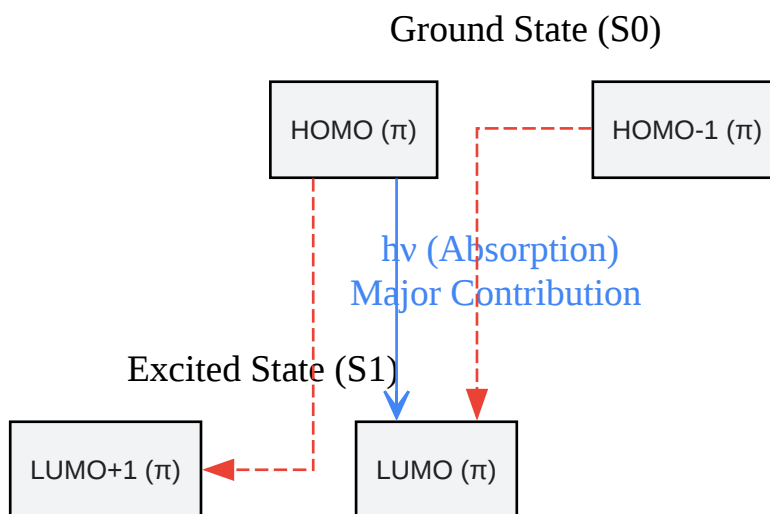 Ground State (S0)
HOMO (π)
HOMO-1 (π)
hν (Absorption)
Major Contribution
Excited State (S1)
LUMO+1 (π)
LUMO (π)